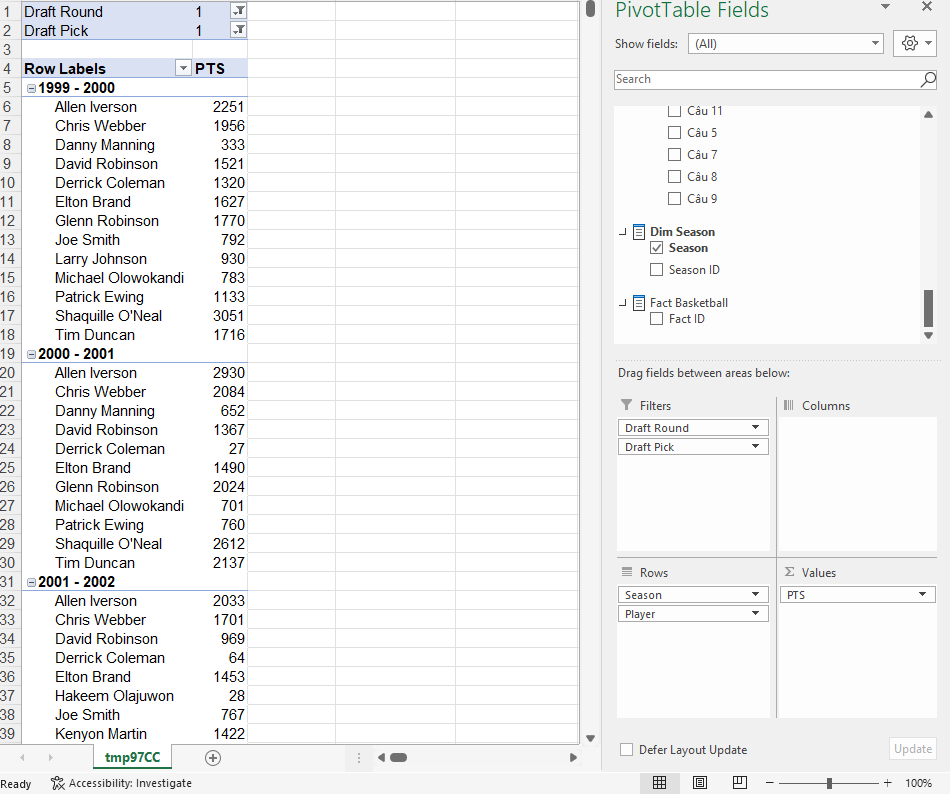 1 Draft Round 1
2 Draft Pick 1
3
4 Row Labels PTS
5 1999 - 2000
6 Allen Iverson 2251
7 Chris Webber 1956
8 Danny Manning 333
9 David Robinson 1521
10 Derrick Coleman 1320
11 Elton Brand 1627
12 Glenn Robinson 1770
13 Joe Smith 792
14 Larry Johnson 930
15 Michael Olowokandi 783
16 Patrick Ewing 1133
17 Shaquille O'Neal 3051
18 Tim Duncan 1716
19 2000 - 2001
20 Allen Iverson 2930
21 Chris Webber 2084
22 Danny Manning 652
23 David Robinson 1367
24 Derrick Coleman 27
25 Elton Brand 1490
26 Glenn Robinson 2024
27 Michael Olowokandi 701
28 Patrick Ewing 760
29 Shaquille O'Neal 2612
30 Tim Duncan 2137
31 2001 - 2002
32 Allen Iverson 2033
33 Chris Webber 1701
34 David Robinson 969
35 Derrick Coleman 64
36 Elton Brand 1453
37 Hakeem Olajuwon 28
38 Joe Smith 767
39 Kenyon Martin 1422
tmp97CC
Ready Accessibility: Investigate
100%
PivotTable Fields
Show fields: (All)
Search
Câu 11
Câu 5
Câu 7
Câu 8
Câu 9
Dim Season
Season
Season ID
Fact Basketball
Fact ID
Drag fields between areas below:
Filters
Draft Round
Draft Pick
Columns
Rows
Season
Player
Σ Values
PTS
Defer Layout Update
Update